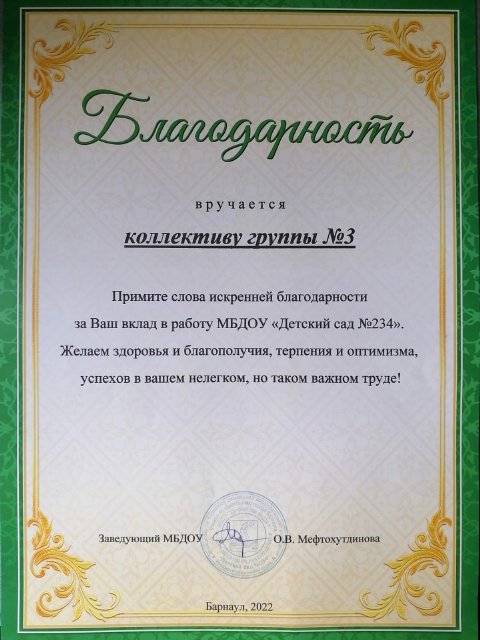 Благодарность
вручается
коллективу группы №3
Примите слова искренней благодарности
за Ваш вклад в работу МБДОУ «Детский сад №234».
Желаем здоровья и благополучия, терпения и оптимизма,
успехов в вашем нелегком, но таком важном труде!
Заведующий МБДОУ О.В. Мефтохутдинова
Барнаул, 2022